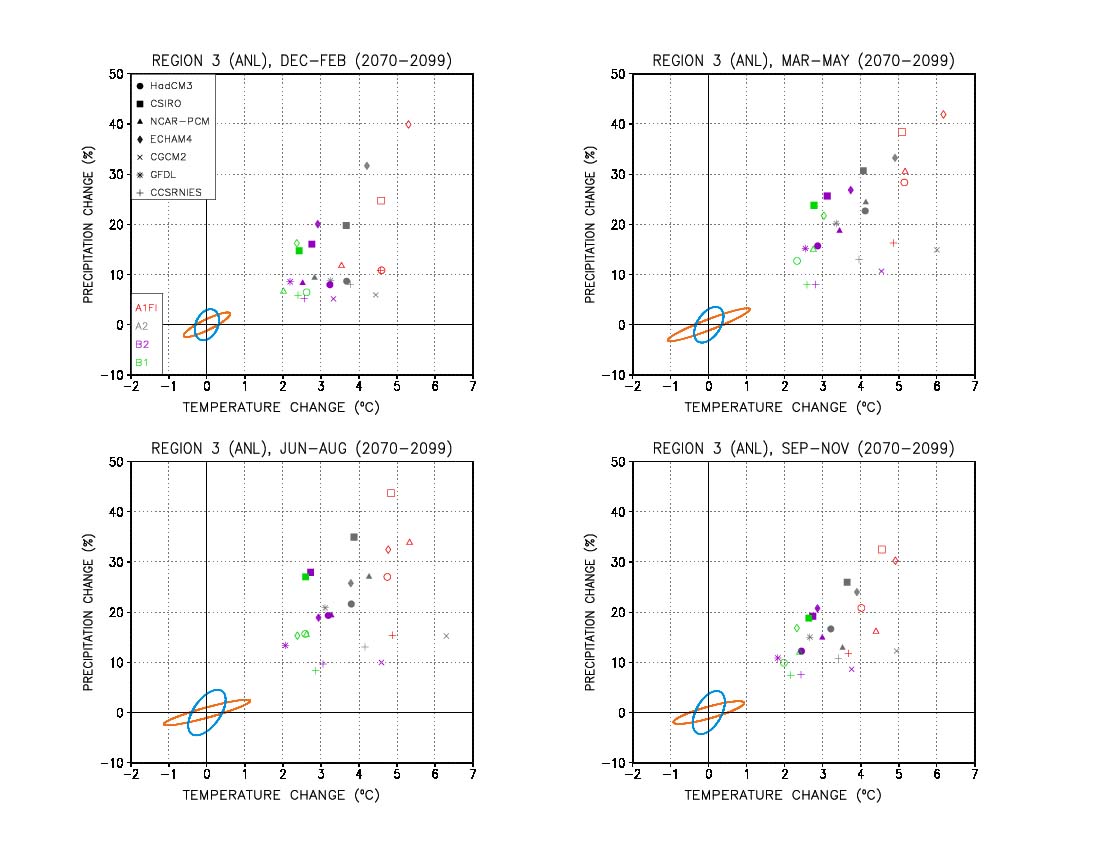 REGION 3 (ANL), DEC-FEB (2070-2099)
PRECIPITATION CHANGE (%)
50
40
30
20
10
0
-10
HadCM3
CSIRO
NCAR-PCM
ECHAM4
CGCM2
GFDL
CCSRNIES
A1FI
A2
B2
B1
-2 -1 0 1 2 3 4 5 6 7
TEMPERATURE CHANGE (°C)
REGION 3 (ANL), MAR-MAY (2070-2099)
PRECIPITATION CHANGE (%)
50
40
30
20
10
0
-10
-2 -1 0 1 2 3 4 5 6 7
TEMPERATURE CHANGE (°C)
REGION 3 (ANL), JUN-AUG (2070-2099)
PRECIPITATION CHANGE (%)
50
40
30
20
10
0
-10
-2 -1 0 1 2 3 4 5 6 7
TEMPERATURE CHANGE (°C)
REGION 3 (ANL), SEP-NOV (2070-2099)
PRECIPITATION CHANGE (%)
50
40
30
20
10
0
-10
-2 -1 0 1 2 3 4 5 6 7
TEMPERATURE CHANGE (°C)